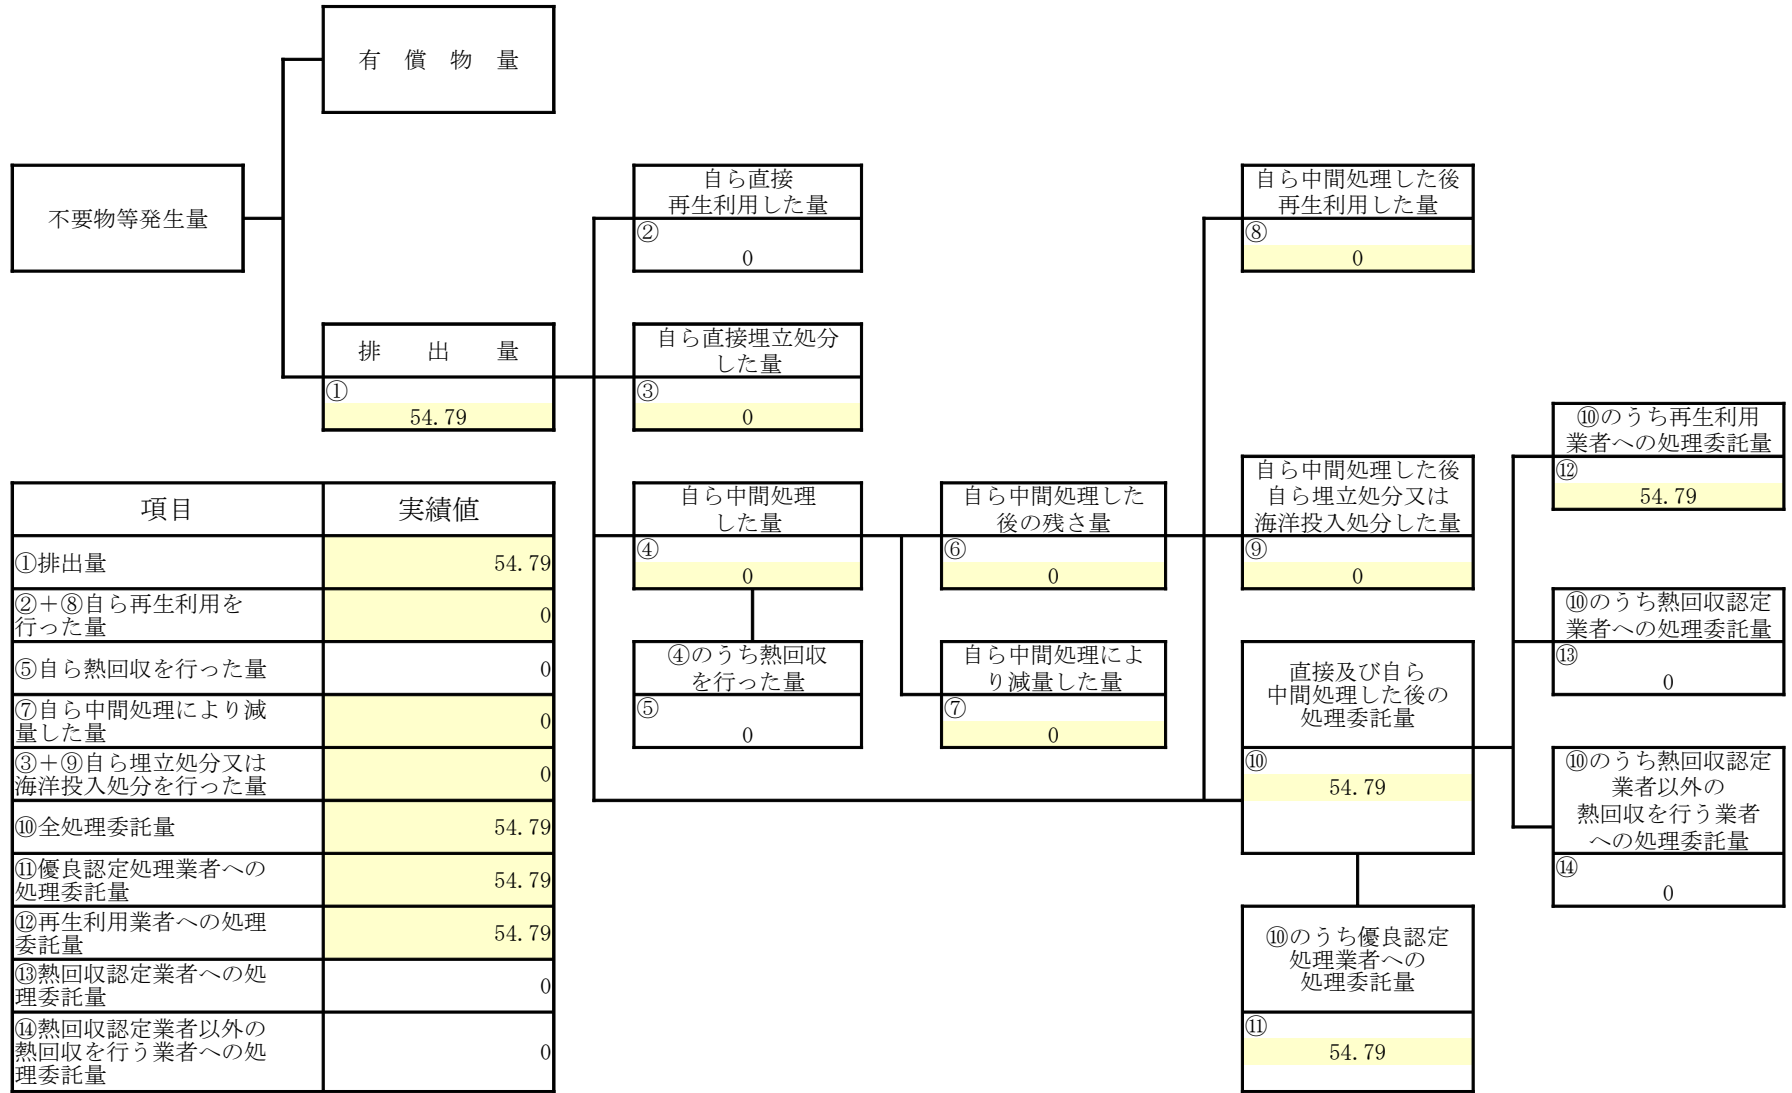 有　償　物　量
不要物等発生量
自ら直接
再生利用した量
②
0
自ら中間処理した後
再生利用した量
⑧
0
排　出　量
①
54.79
自ら直接埋立処分
した量
③
0
⑩のうち再生利用
業者への処理委託量
⑫
54.79
自ら中間処理
した量
④
0
自ら中間処理した
後の残さ量
⑥
0
自ら中間処理した後
自ら埋立処分又は
海洋投入処分した量
⑨
0
⑩のうち熱回収認定
業者への処理委託量
⑬
0
④のうち熱回収
を行った量
⑤
0
自ら中間処理によ
り減量した量
⑦
0
直接及び自ら
中間処理した後の
処理委託量
⑩
54.79
⑩のうち熱回収認定
業者以外の
熱回収を行う業者
への処理委託量
⑭
0
⑩のうち優良認定
処理業者への
処理委託量
⑪
54.79
項目 実績値
①排出量 54.79
②＋⑧自ら再生利用を
行った量 0
⑤自ら熱回収を行った量 0
⑦自ら中間処理により減
量した量 0
③＋⑨自ら埋立処分又は
海洋投入処分を行った量 0
⑩全処理委託量 54.79
⑪優良認定処理業者への
処理委託量 54.79
⑫再生利用業者への処理
委託量 54.79
⑬熱回収認定業者への処
理委託量 0
⑭熱回収認定業者以外の
熱回収を行う業者への処
理委託量 0